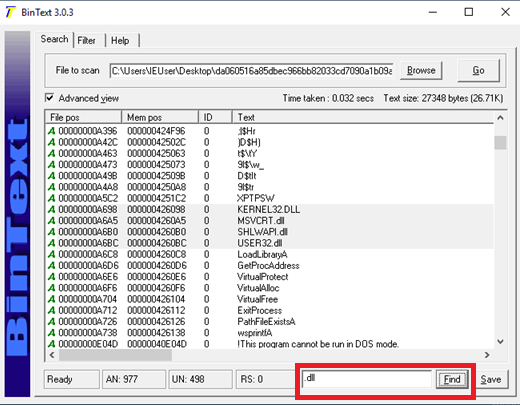 BinText 3.0.3
Search Filter Help
File to scan C:\Users\IEUser\Desktop\da060516a85dbec966bb82033cd7090a1b09a Browse Go
Advanced view Time taken : 0.032 secs Text size: 27348 bytes (26.71K)
File pos Mem pos ID Text
A 00000000A396 000000424F96 0 ;|$Hr
A 00000000A42C 00000042502C 0 )D$H)
A 00000000A463 000000425063 0 t$\fY
A 00000000A473 000000425073 0 9l$\w_
A 00000000A49B 00000042509B 0 D$tIt
A 00000000A4A8 0000004250A8 0 9l$tr
A 00000000A5C2 0000004251C2 0 XPTPSW
A 00000000A698 000000426098 0 KERNEL32.DLL
A 00000000A6A5 0000004260A5 0 MSVCRT.dll
A 00000000A6B0 0000004260B0 0 SHLWAPI.dll
A 00000000A6BC 0000004260BC 0 USER32.dll
A 00000000A6C8 0000004260C8 0 LoadLibraryA
A 00000000A6D6 0000004260D6 0 GetProcAddress
A 00000000A6E6 0000004260E6 0 VirtualProtect
A 00000000A6F6 0000004260F6 0 VirtualAlloc
A 00000000A704 000000426104 0 VirtualFree
A 00000000A712 000000426112 0 ExitProcess
A 00000000A726 000000426126 0 PathFileExistsA
A 00000000A738 000000426138 0 wsprintfA
A 00000000E04D 00000040E04D 0 !This program cannot be run in DOS mode.
Ready AN: 977 UN: 498 RS: 0 .dll Find Save
BinText